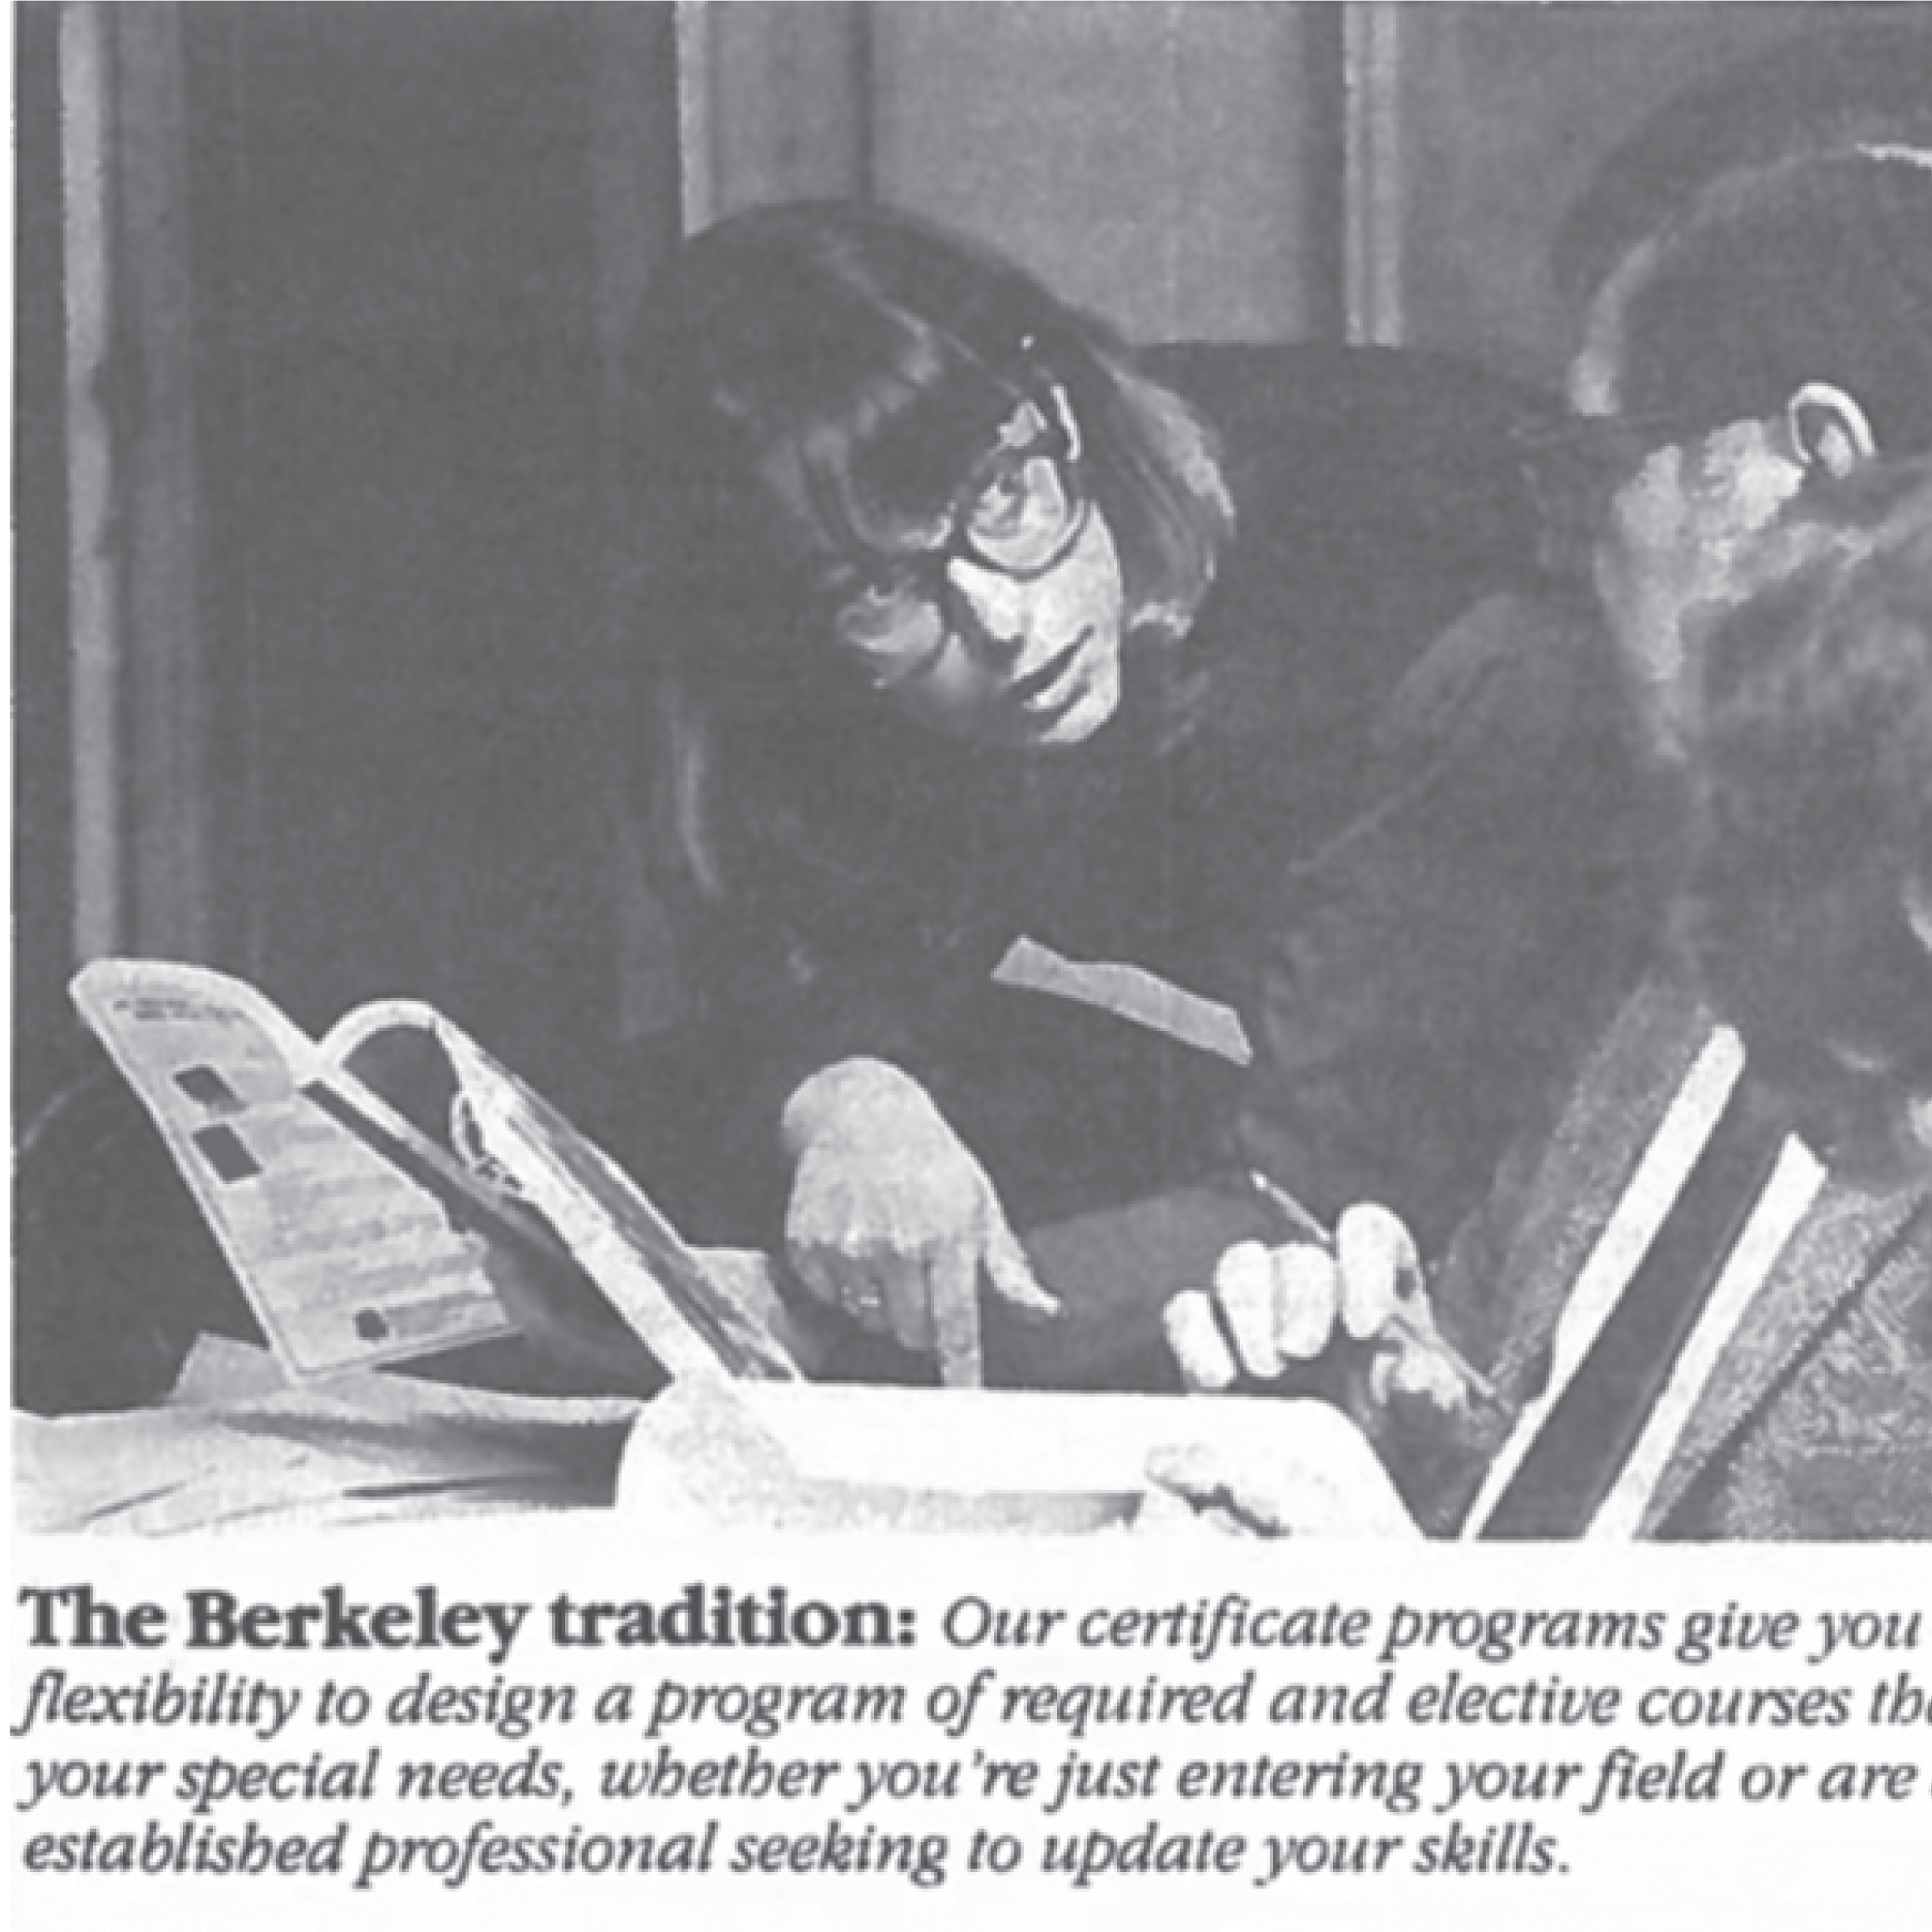 The Berkeley tradition: Our certificate programs give you
flexibility to design a program of required and elective courses
your special needs, whether you're just entering your field or are
established professional seeking to update your skills.